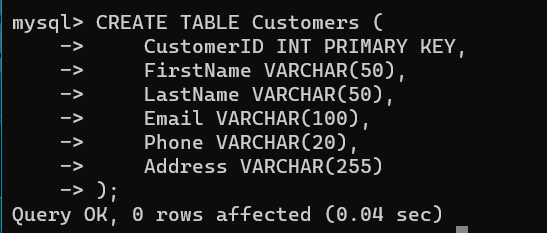 mysql> CREATE TABLE Customers (
    ->     CustomerID INT PRIMARY KEY,
    ->     FirstName VARCHAR(50),
    ->     LastName VARCHAR(50),
    ->     Email VARCHAR(100),
    ->     Phone VARCHAR(20),
    ->     Address VARCHAR(255)
    -> );
Query OK, 0 rows affected (0.04 sec)